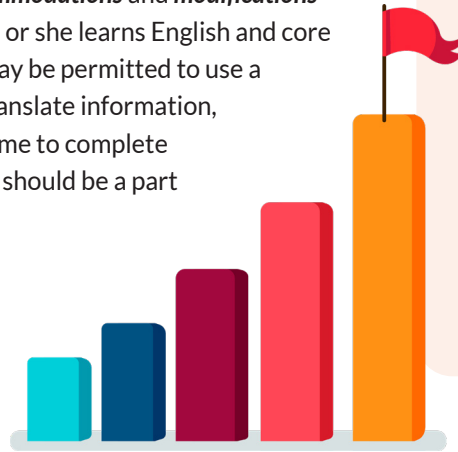 and
or she learns English and core
ay be permitted to use a
anslate information,
me to complete
should be a part